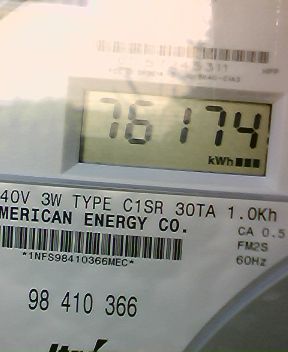 76174
kWh
40V 3W TYPE C1SR 30TA 1.0Kh
MERICAN ENERGY CO.
CA 0.5
FM2S
60Hz
*1NFS98410366MEC*
98 410 366